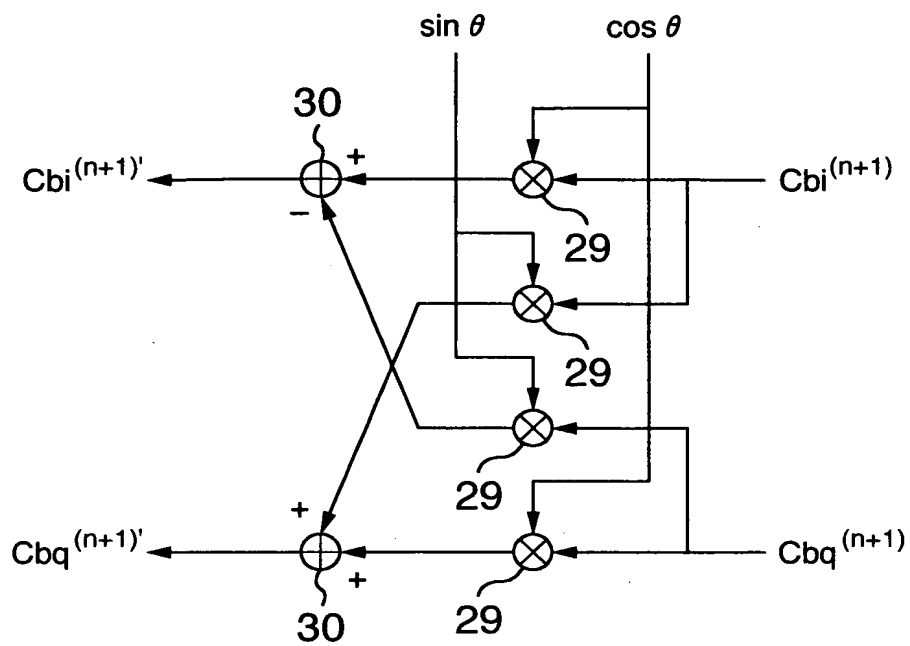 sin θ
cos θ
30
+
Cbi(n+1)'
Cbi(n+1)
−
29
29
29
+
Cbq(n+1)'
Cbq(n+1)
+
30
29